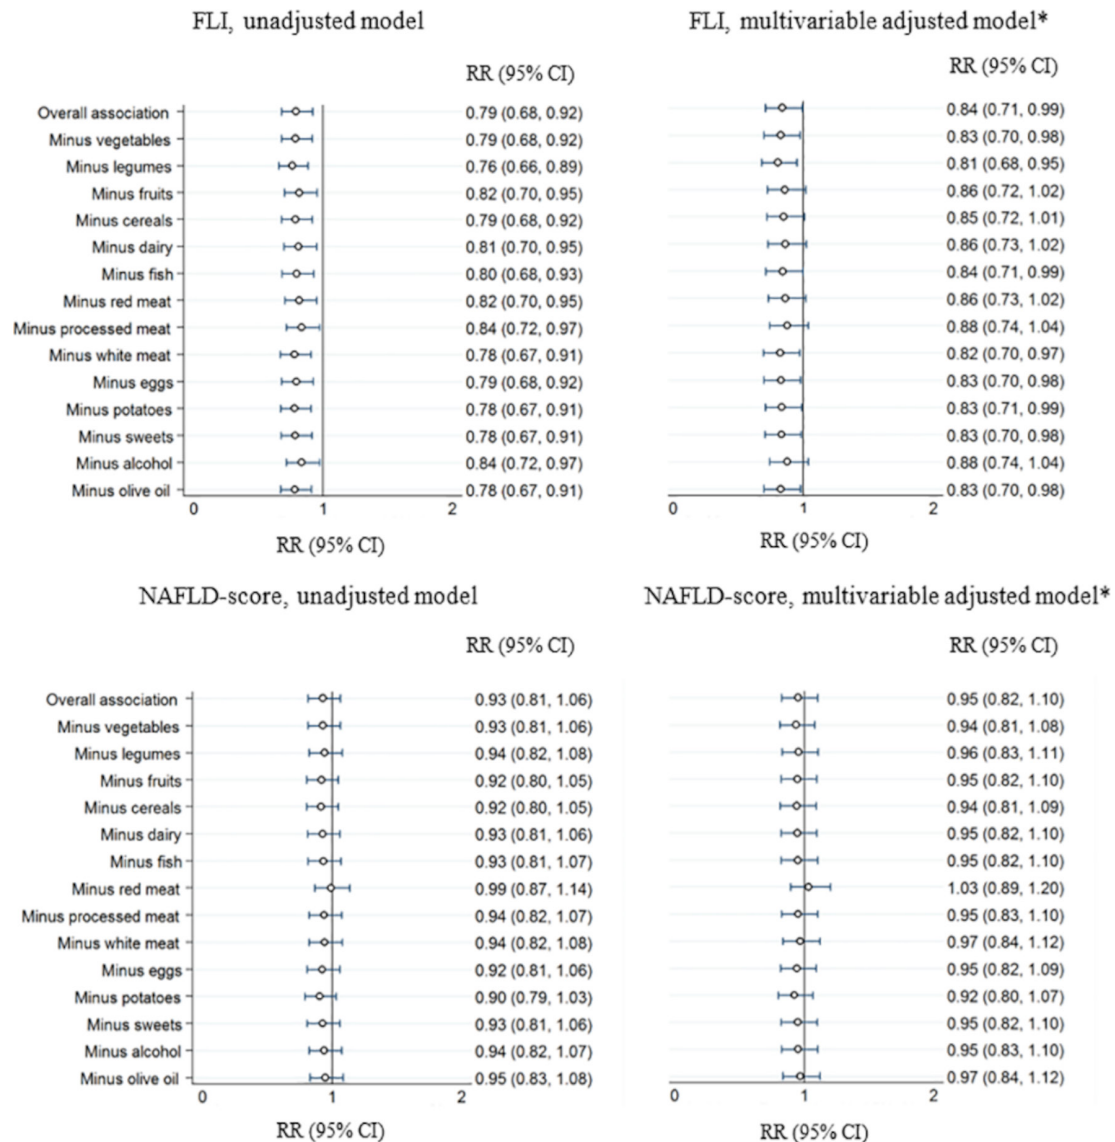 FLI, unadjusted model
RR (95% CI)
Overall association 0.79 (0.68, 0.92)
Minus vegetables 0.79 (0.68, 0.92)
Minus legumes 0.76 (0.66, 0.89)
Minus fruits 0.82 (0.70, 0.95)
Minus cereals 0.79 (0.68, 0.92)
Minus dairy 0.81 (0.70, 0.95)
Minus fish 0.80 (0.68, 0.93)
Minus red meat 0.82 (0.70, 0.95)
Minus processed meat 0.84 (0.72, 0.97)
Minus white meat 0.78 (0.67, 0.91)
Minus eggs 0.79 (0.68, 0.92)
Minus potatoes 0.78 (0.67, 0.91)
Minus sweets 0.78 (0.67, 0.91)
Minus alcohol 0.84 (0.72, 0.97)
Minus olive oil 0.78 (0.67, 0.91)
0 1 2
RR (95% CI)
FLI, multivariable adjusted model*
RR (95% CI)
0.84 (0.71, 0.99)
0.83 (0.70, 0.98)
0.81 (0.68, 0.95)
0.86 (0.72, 1.02)
0.85 (0.72, 1.01)
0.86 (0.73, 1.02)
0.84 (0.71, 0.99)
0.86 (0.73, 1.02)
0.88 (0.74, 1.04)
0.82 (0.70, 0.97)
0.83 (0.70, 0.98)
0.83 (0.71, 0.99)
0.83 (0.70, 0.98)
0.88 (0.74, 1.04)
0.83 (0.70, 0.98)
0 1 2
RR (95% CI)
NAFLD-score, unadjusted model
RR (95% CI)
Overall association 0.93 (0.81, 1.06)
Minus vegetables 0.93 (0.81, 1.06)
Minus legumes 0.94 (0.82, 1.08)
Minus fruits 0.92 (0.80, 1.05)
Minus cereals 0.92 (0.80, 1.05)
Minus dairy 0.93 (0.81, 1.06)
Minus fish 0.93 (0.81, 1.07)
Minus red meat 0.99 (0.87, 1.14)
Minus processed meat 0.94 (0.82, 1.07)
Minus white meat 0.94 (0.82, 1.08)
Minus eggs 0.92 (0.81, 1.06)
Minus potatoes 0.90 (0.79, 1.03)
Minus sweets 0.93 (0.81, 1.06)
Minus alcohol 0.94 (0.82, 1.07)
Minus olive oil 0.95 (0.83, 1.08)
0 1 2
RR (95% CI)
NAFLD-score, multivariable adjusted model*
RR (95% CI)
0.95 (0.82, 1.10)
0.94 (0.81, 1.08)
0.96 (0.83, 1.11)
0.95 (0.82, 1.10)
0.94 (0.81, 1.09)
0.95 (0.82, 1.10)
0.95 (0.82, 1.10)
1.03 (0.89, 1.20)
0.95 (0.83, 1.10)
0.97 (0.84, 1.12)
0.95 (0.82, 1.09)
0.92 (0.80, 1.07)
0.95 (0.82, 1.10)
0.95 (0.83, 1.10)
0.97 (0.84, 1.12)
0 1 2
RR (95% CI)